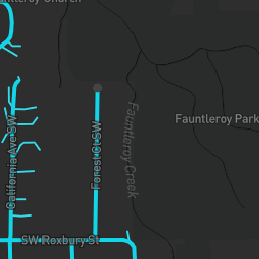 Fauntleroy Church
Fauntleroy Park
Fauntleroy Creek
California Ave SW
Forest Ct SW
SW Roxbury St